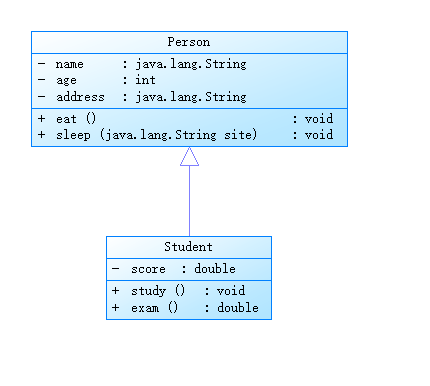 Person
- name : java.lang.String
- age : int
- address : java.lang.String
+ eat () : void
+ sleep (java.lang.String site) : void
Student
- score : double
+ study () : void
+ exam () : double